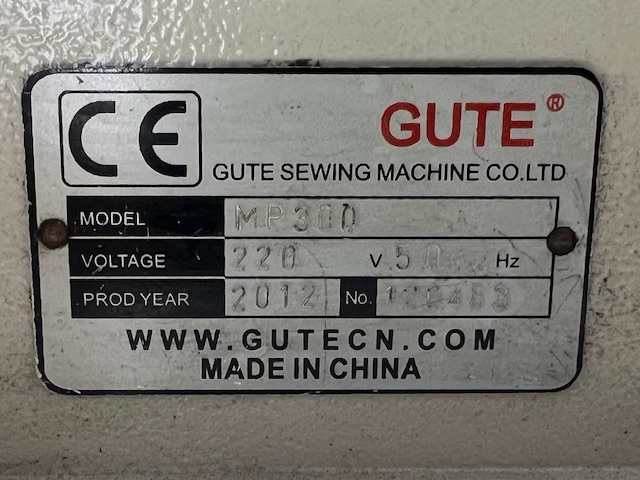 CE
GUTE®
GUTE SEWING MACHINE CO.LTD
MODEL MP300
VOLTAGE 220 V 50 Hz
PROD YEAR 2012 No.
WWW.GUTECN.COM
MADE IN CHINA